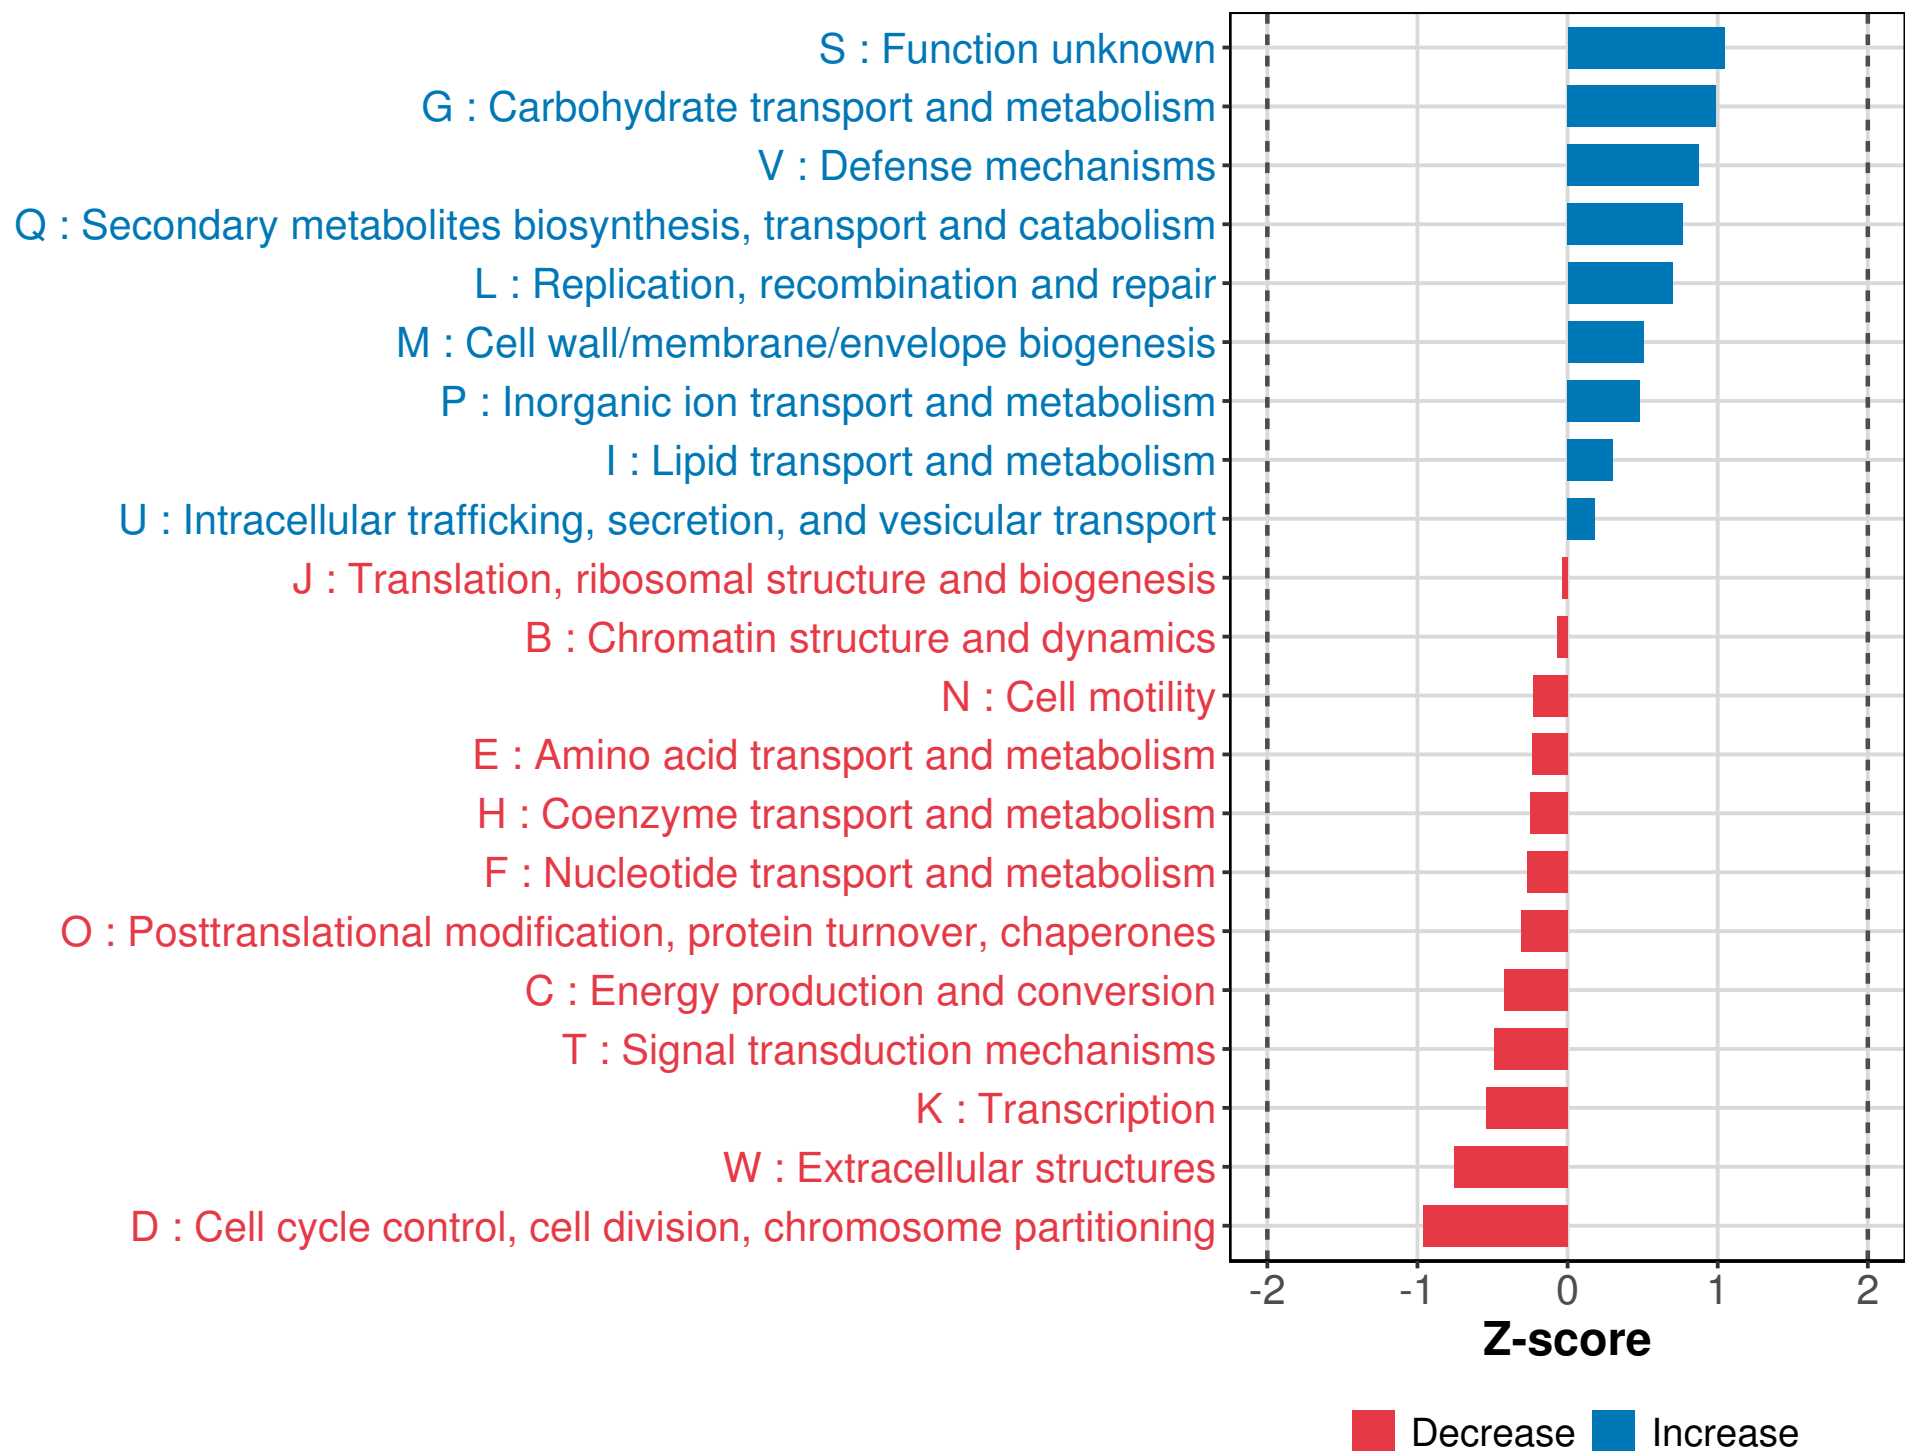 S : Function unknown
G : Carbohydrate transport and metabolism
V : Defense mechanisms
Q : Secondary metabolites biosynthesis, transport and catabolism
L : Replication, recombination and repair
M : Cell wall/membrane/envelope biogenesis
P : Inorganic ion transport and metabolism
I : Lipid transport and metabolism
U : Intracellular trafficking, secretion, and vesicular transport
J : Translation, ribosomal structure and biogenesis
B : Chromatin structure and dynamics
N : Cell motility
E : Amino acid transport and metabolism
H : Coenzyme transport and metabolism
F : Nucleotide transport and metabolism
O : Posttranslational modification, protein turnover, chaperones
C : Energy production and conversion
T : Signal transduction mechanisms
K : Transcription
W : Extracellular structures
D : Cell cycle control, cell division, chromosome partitioning
-2 -1 0 1 2
Z-score
Decrease Increase